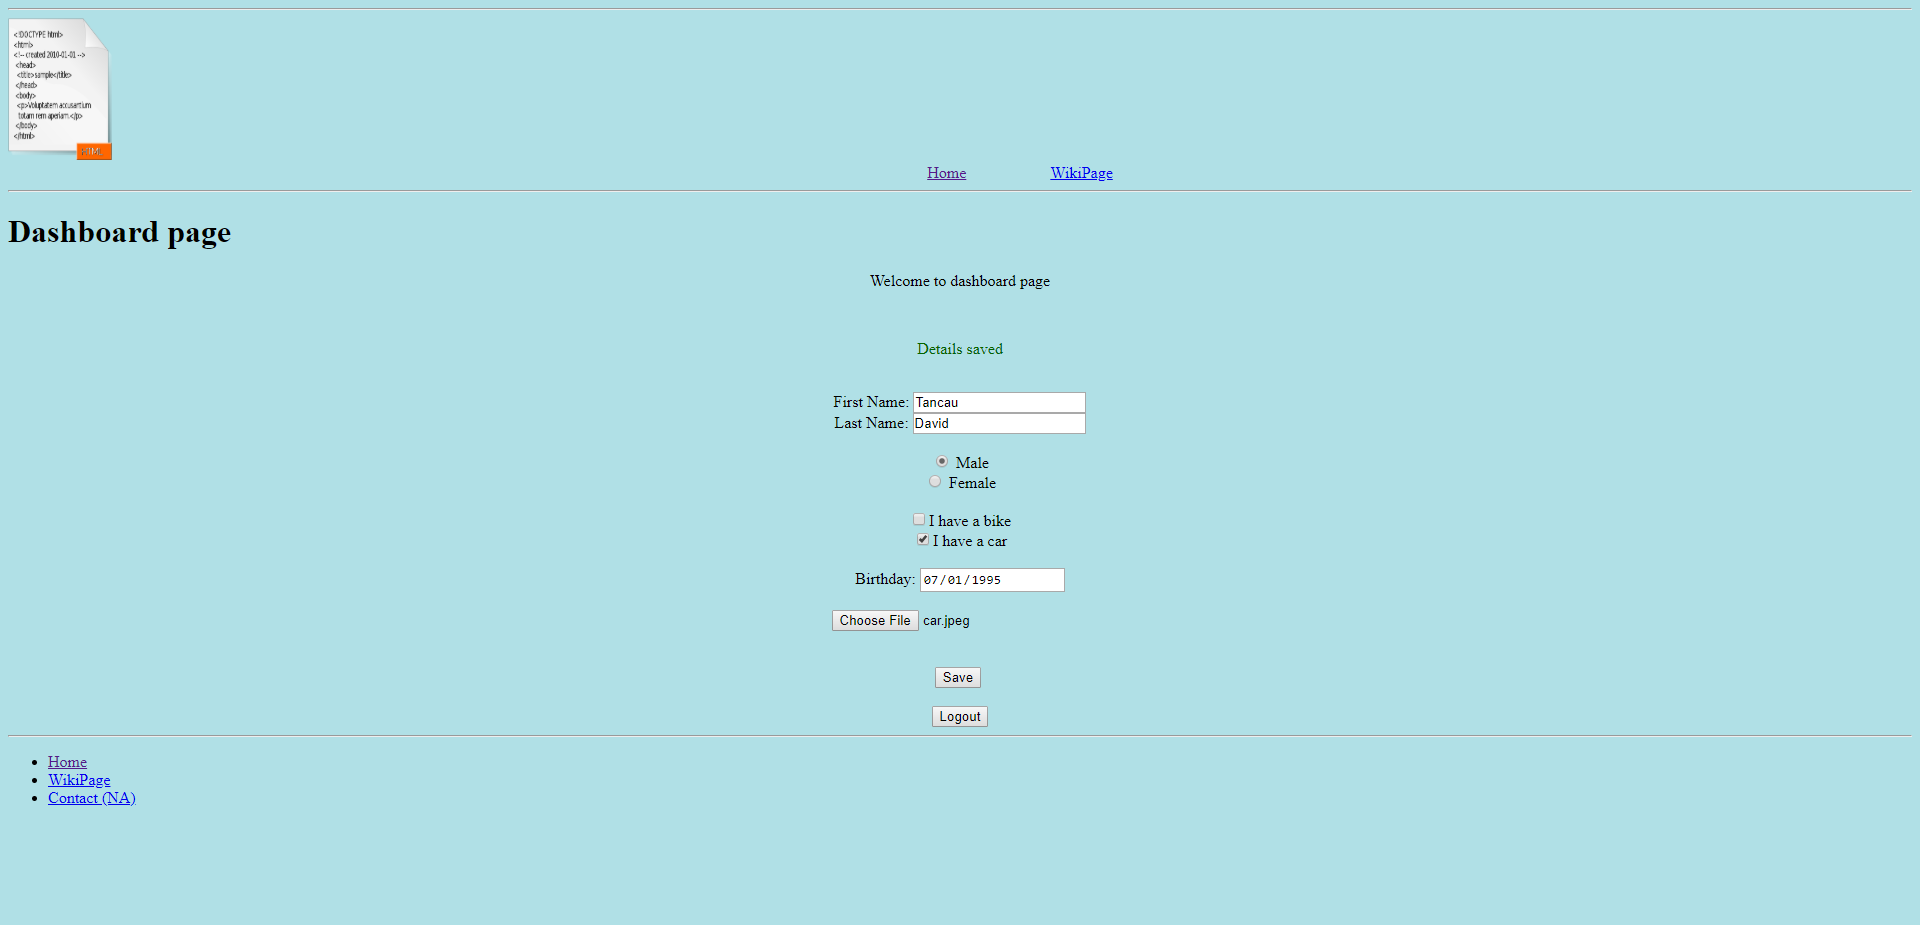 <!DOCTYPE html>
<html>
<!-- created 2010-01-01 -->
<head>
<title>sample</title>
</head>
<body>
<p>Voluptatem accusantium
totam rem aperiam.</p>
</body>
</html>
HTML
Home WikiPage
Dashboard page
Welcome to dashboard page
Details saved
First Name: Tancau
Last Name: David
Male
Female
I have a bike
I have a car
Birthday: 07/01/1995
Choose File car.jpeg
Save
Logout
Home
WikiPage
Contact (NA)